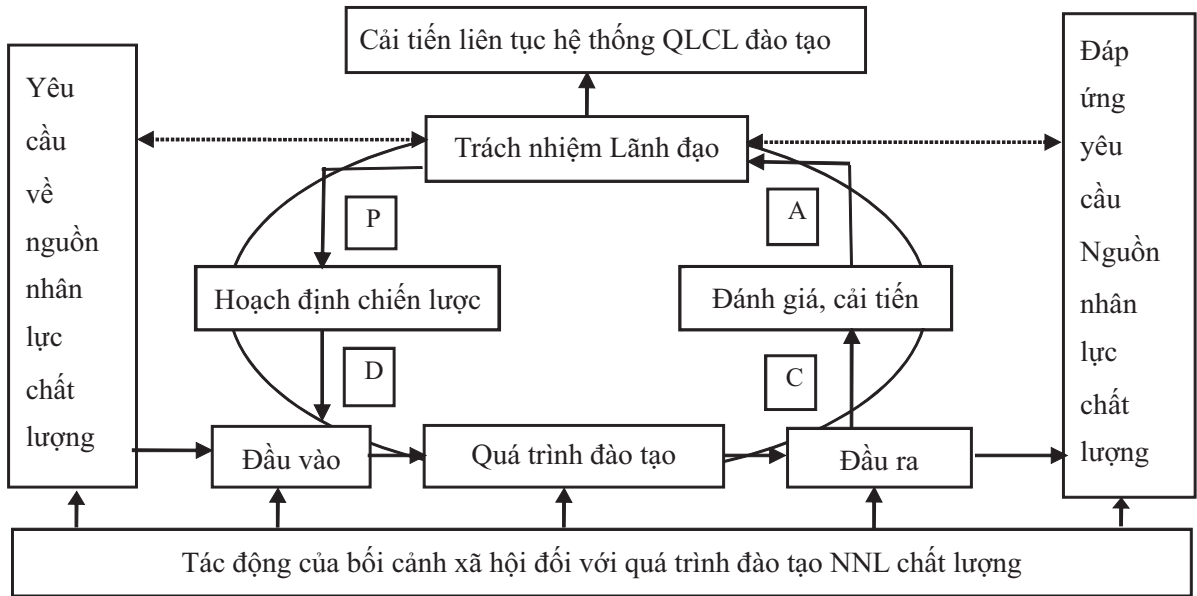 Cải tiến liên tục hệ thống QLCL đào tạo
Yêu
cầu
về
nguồn
nhân
lực
chất
lượng
Trách nhiệm Lãnh đạo
P
A
Hoạch định chiến lược
Đánh giá, cải tiến
D
C
Đầu vào
Quá trình đào tạo
Đầu ra
Đáp
ứng
yêu
cầu
Nguồn
nhân
lực
chất
lượng
Tác động của bối cảnh xã hội đối với quá trình đào tạo NNL chất lượng